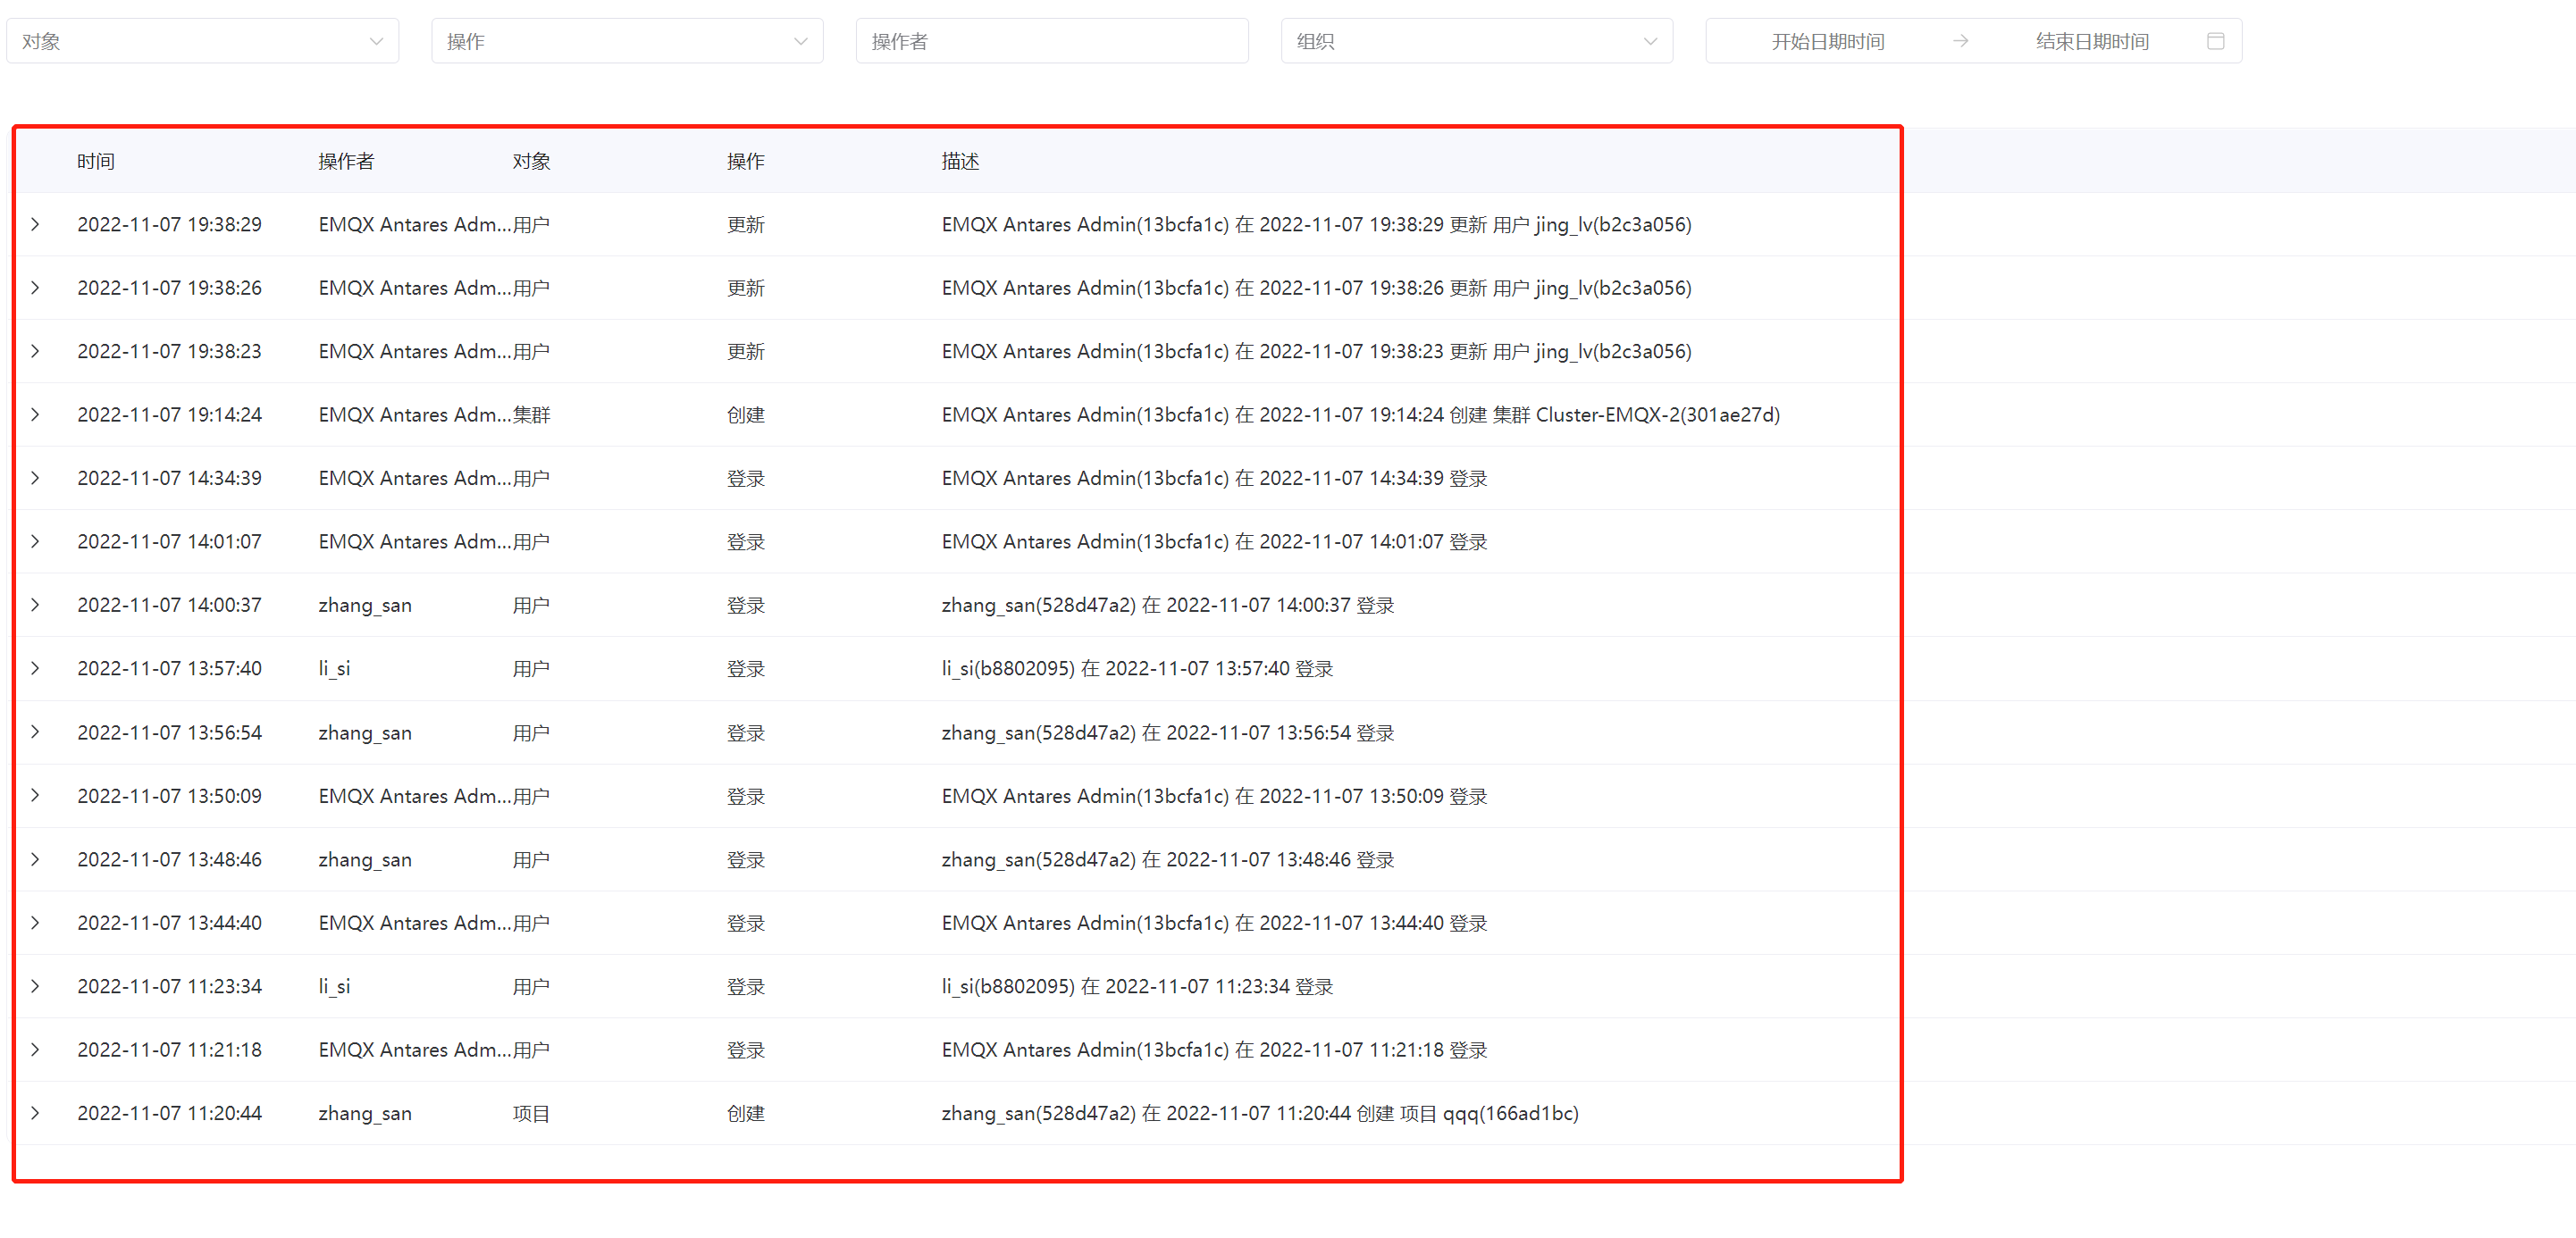 对象 操作 操作者 组织 开始日期时间 → 结束日期时间
时间 操作者 对象 操作 描述
2022-11-07 19:38:29 EMQX Antares Adm... 用户 更新 EMQX Antares Admin(13bcfa1c) 在 2022-11-07 19:38:29 更新 用户 jing_lv(b2c3a056)
2022-11-07 19:38:26 EMQX Antares Adm... 用户 更新 EMQX Antares Admin(13bcfa1c) 在 2022-11-07 19:38:26 更新 用户 jing_lv(b2c3a056)
2022-11-07 19:38:23 EMQX Antares Adm... 用户 更新 EMQX Antares Admin(13bcfa1c) 在 2022-11-07 19:38:23 更新 用户 jing_lv(b2c3a056)
2022-11-07 19:14:24 EMQX Antares Adm... 集群 创建 EMQX Antares Admin(13bcfa1c) 在 2022-11-07 19:14:24 创建 集群 Cluster-EMQX-2(301ae27d)
2022-11-07 14:34:39 EMQX Antares Adm... 用户 登录 EMQX Antares Admin(13bcfa1c) 在 2022-11-07 14:34:39 登录
2022-11-07 14:01:07 EMQX Antares Adm... 用户 登录 EMQX Antares Admin(13bcfa1c) 在 2022-11-07 14:01:07 登录
2022-11-07 14:00:37 zhang_san 用户 登录 zhang_san(528d47a2) 在 2022-11-07 14:00:37 登录
2022-11-07 13:57:40 li_si 用户 登录 li_si(b8802095) 在 2022-11-07 13:57:40 登录
2022-11-07 13:56:54 zhang_san 用户 登录 zhang_san(528d47a2) 在 2022-11-07 13:56:54 登录
2022-11-07 13:50:09 EMQX Antares Adm... 用户 登录 EMQX Antares Admin(13bcfa1c) 在 2022-11-07 13:50:09 登录
2022-11-07 13:48:46 zhang_san 用户 登录 zhang_san(528d47a2) 在 2022-11-07 13:48:46 登录
2022-11-07 13:44:40 EMQX Antares Adm... 用户 登录 EMQX Antares Admin(13bcfa1c) 在 2022-11-07 13:44:40 登录
2022-11-07 11:23:34 li_si 用户 登录 li_si(b8802095) 在 2022-11-07 11:23:34 登录
2022-11-07 11:21:18 EMQX Antares Adm... 用户 登录 EMQX Antares Admin(13bcfa1c) 在 2022-11-07 11:21:18 登录
2022-11-07 11:20:44 zhang_san 项目 创建 zhang_san(528d47a2) 在 2022-11-07 11:20:44 创建 项目 qqq(166ad1bc)